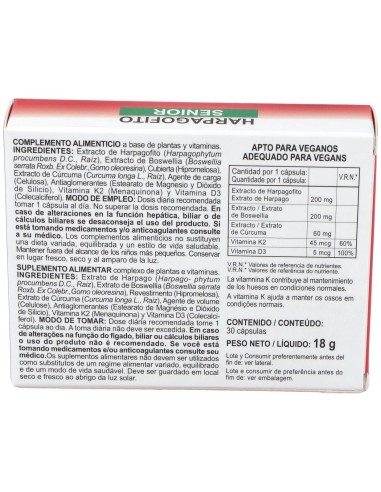 HARPAGOFITO
SENIOR
COMPLEMENTO ALIMENTICIO a base de plantas y vitaminas.
INGREDIENTES: Extracto de Harpagofito (Harpagophytum
procumbens D.C., Raíz), Extracto de Boswellia (Boswellia
serrata Roxb. Ex Colebr., Gomo oleoresina), Cubierta (Hipromelosa),
Extracto de Cúrcuma (Curcuma longa L., Raíz), Agente de carga
(Celulosa), Antiaglomerantes (Estearato de Magnesio y Dióxido
de Silicio), Vitamina K2 (Menaquinona) y Vitamina D3
(Colecalciferol). MODO DE EMPLEO: Dosis diaria recomendada
tomar 1 cápsula al día. No superar la dosis recomendada. En
caso de alteraciones en la función hepática, biliar o de
cálculos biliares se desaconseja el uso del producto. Si
está tomando medicamentos y/o anticoagulantes consulte
a su médico. Los complementos alimenticios no sustituyen
una dieta variada, equilibrada y un estilo de vida saludable.
Mantener fuera del alcance de los niños más pequeños. Conservar
en lugar fresco, seco y al amparo de la luz.
SUPLEMENTO ALIMENTAR complexo de plantas e vitaminas.
INGREDIENTES: Extrato de Harpago (Harpago- phytum
procumbens D.C., Raiz), Extrato de Boswellia (Boswellia
serrata Roxb. Ex Colebr., Goma oleoresina), Revestimento (Hipromelose),
Extrato de Cúrcuma (Curcuma longa L., Raiz), Agente de volume
(Celulose), Antiaglomerantes (Estearato de Magnésio e Dióxido
de Silício), Vitamina K2 (Menaquinona) y Vitamina D3 (Colecalci-
ferol). MODO DE TOMAR: Dose diária recomendada tome 1
cápsula ao dia. A toma diária não deve ser excedida. Em caso
de alterações na função do fígado, biliar ou cálculos biliares
o uso do produto não é recomendado. Se você está
tomando medicamentos e/ou anticoagulantes consulte seu
médico. Os suplementos alimentares não devem ser utilizados
como substitutos de um regime alimentar variado, equilibrado
e de um modo de vida saudável. Deve ser guardado em local
seco e fresco ao abrigo da luz solar.
APTO PARA VEGANOS
ADEQUADO PARA VEGANS
Cantidad por 1 cápsula: V.R.N.*
Quantidade por 1 cápsula:
Extracto de Harpagofito
Extrato de Harpago 200 mg
Extracto / Extrato
de Boswellia 200 mg
Extracto / Extrato
de Cúrcuma 60 mg
Vitamina K2 45 mcg 60%
Vitamina D3 5 mcg 100%
V.R.N.* Valores de referencia de nutriente.
V.R.N.* Valores de Referência do nutriente.
La vitamina K contribuye al mantenimiento
de los huesos en condiciones normales.
A vitamina K ajuda a manter os ossos em
condições normais.
CONTENIDO / CONTEÚDO:
30 cápsulas
PESO NETO / LÍQUIDO: 18 g
Lote y Consumir preferentemente antes del
fin de: ver lateral.
Lote e consumir de preferência antes do
fim de: ver embalagem.